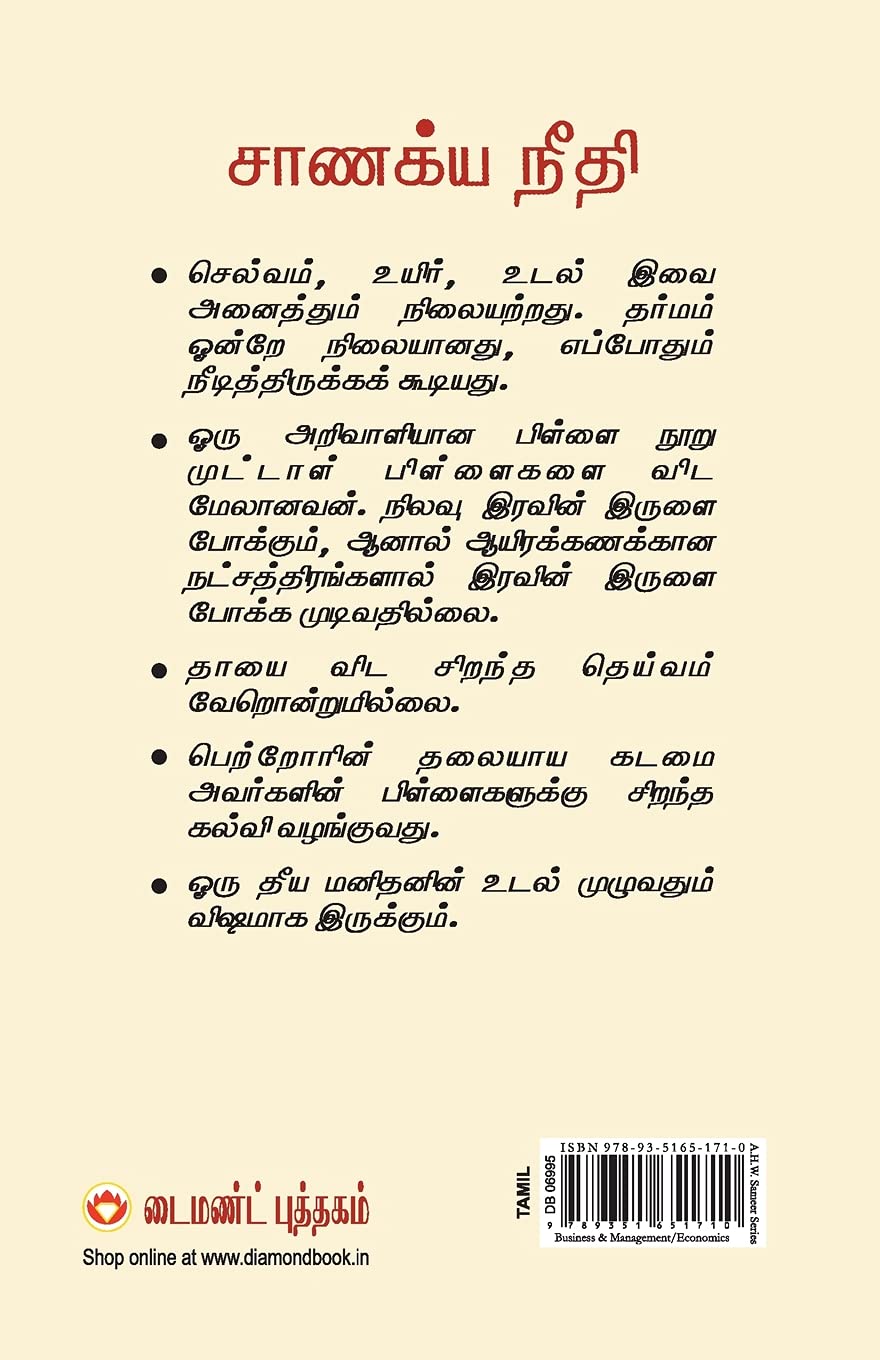 சாணக்ய நீதி
● செல்வம், உயிர், உடல் இவை
அனைத்தும் நிலையற்றது. தர்மம்
ஒன்றே நிலையானது, எப்போதும்
நீடித்திருக்கக் கூடியது.
● ஒரு அறிவாளியான பிள்ளை நூறு
முட்டாள் பிள்ளைகளை விட
மேலானவன். நிலவு இரவின் இருளை
போக்கும், ஆனால் ஆயிரக்கணக்கான
நட்சத்திரங்களால் இரவின் இருளை
போக்க முடிவதில்லை.
● தாயை விட சிறந்த தெய்வம்
வேறொன்றுமில்லை.
● பெற்றோரின் தலையாய கடமை
அவர்களின் பிள்ளைகளுக்கு சிறந்த
கல்வி வழங்குவது.
● ஒரு தீய மனிதனின் உடல் முழுவதும்
விஷமாக இருக்கும்.
டைமண்ட் புத்தகம்
Shop online at www.diamondbook.in
TAMIL
DB 06995
ISBN 978-93-5165-171-0
9 789351 651710
Business & Management/Economics
A.H.W. Sameer Series